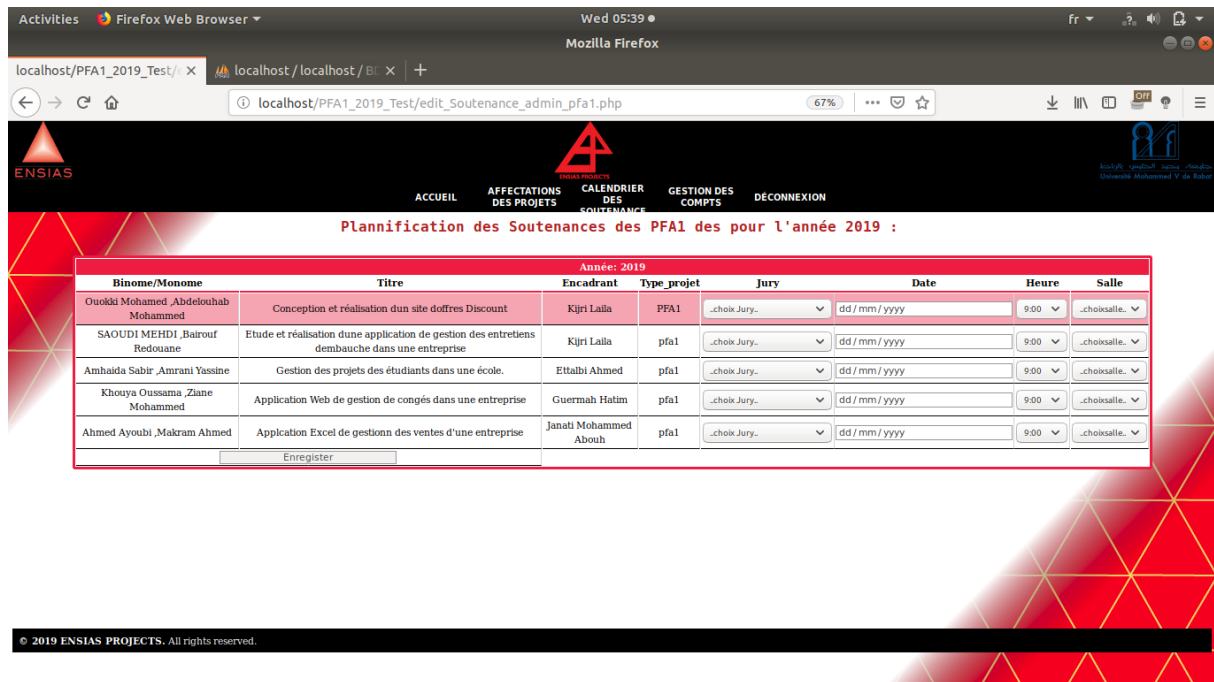 Activities Firefox Web Browser Wed 05:39 fr
Mozilla Firefox
localhost/PFA1_2019_Test/ localhost / localhost / BD
localhost/PFA1_2019_Test/edit_Soutenance_admin_pfa1.php 67% Off
ENSIAS
ENSIAS PROJECTS
Université Mohammed V de Rabat
ACCUEIL AFFECTATIONS DES PROJETS CALENDRIER DES SOUTENANCE GESTION DES COMPTS DÉCONNEXION
Plannification des Soutenances des PFA1 des pour l'année 2019 :
Année: 2019
Binome/Monome Titre Encadrant Type_projet Jury Date Heure Salle
Ouokki Mohamed ,Abdelouhab
Mohammed Conception et réalisation dun site doffres Discount Kijri Laila PFA1 ..choix Jury.. dd / mm / yyyy 9:00 ..choixsalle..
SAOUDI MEHDI ,Bairouf
Redouane Etude et réalisation dune application de gestion des entretiens
dembauche dans une entreprise Kijri Laila pfa1 ..choix Jury.. dd / mm / yyyy 9:00 ..choixsalle..
Amhaida Sabir ,Amrani Yassine Gestion des projets des étudiants dans une école. Ettalbi Ahmed pfa1 ..choix Jury.. dd / mm / yyyy 9:00 ..choixsalle..
Khouya Oussama ,Ziane
Mohammed Application Web de gestion de congés dans une entreprise Guermah Hatim pfa1 ..choix Jury.. dd / mm / yyyy 9:00 ..choixsalle..
Ahmed Ayoubi ,Makram Ahmed Applcation Excel de gestionn des ventes d'une entreprise Janati Mohammed
Abouh pfa1 ..choix Jury.. dd / mm / yyyy 9:00 ..choixsalle..
Enregister
© 2019 ENSIAS PROJECTS. All rights reserved.